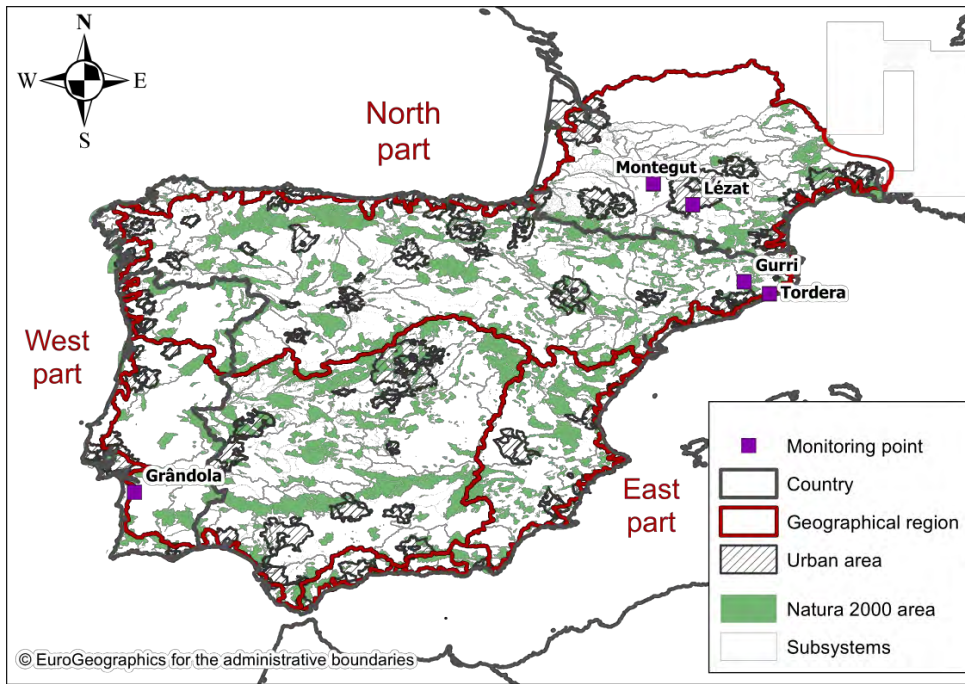 N
W
E
S
North
part
Montegut
Lézat
Gurri
Tordera
West
part
Grândola
East
part
Monitoring point
Country
Geographical region
Urban area
Natura 2000 area
Subsystems
© EuroGeographics for the administrative boundaries